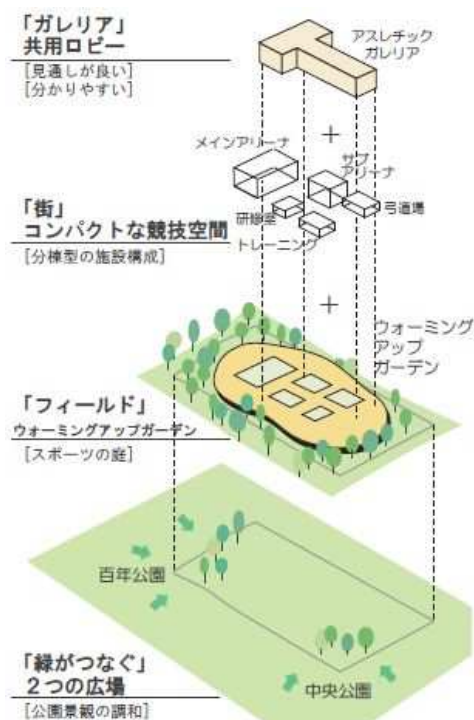 「ガレリア」
共用ロビー
[見通しが良い]
[分かりやすい]
アスレチック
ガレリア
メインアリーナ
サブ
アリーナ
研修室
弓道場
トレーニング
「街」
コンパクトな競技空間
[分棟型の施設構成]
ウォーミング
アップ
ガーデン
「フィールド」
ウォーミングアップガーデン
[スポーツの庭]
百年公園
中央公園
「緑がつなぐ」
２つの広場
[公園景観の調和]